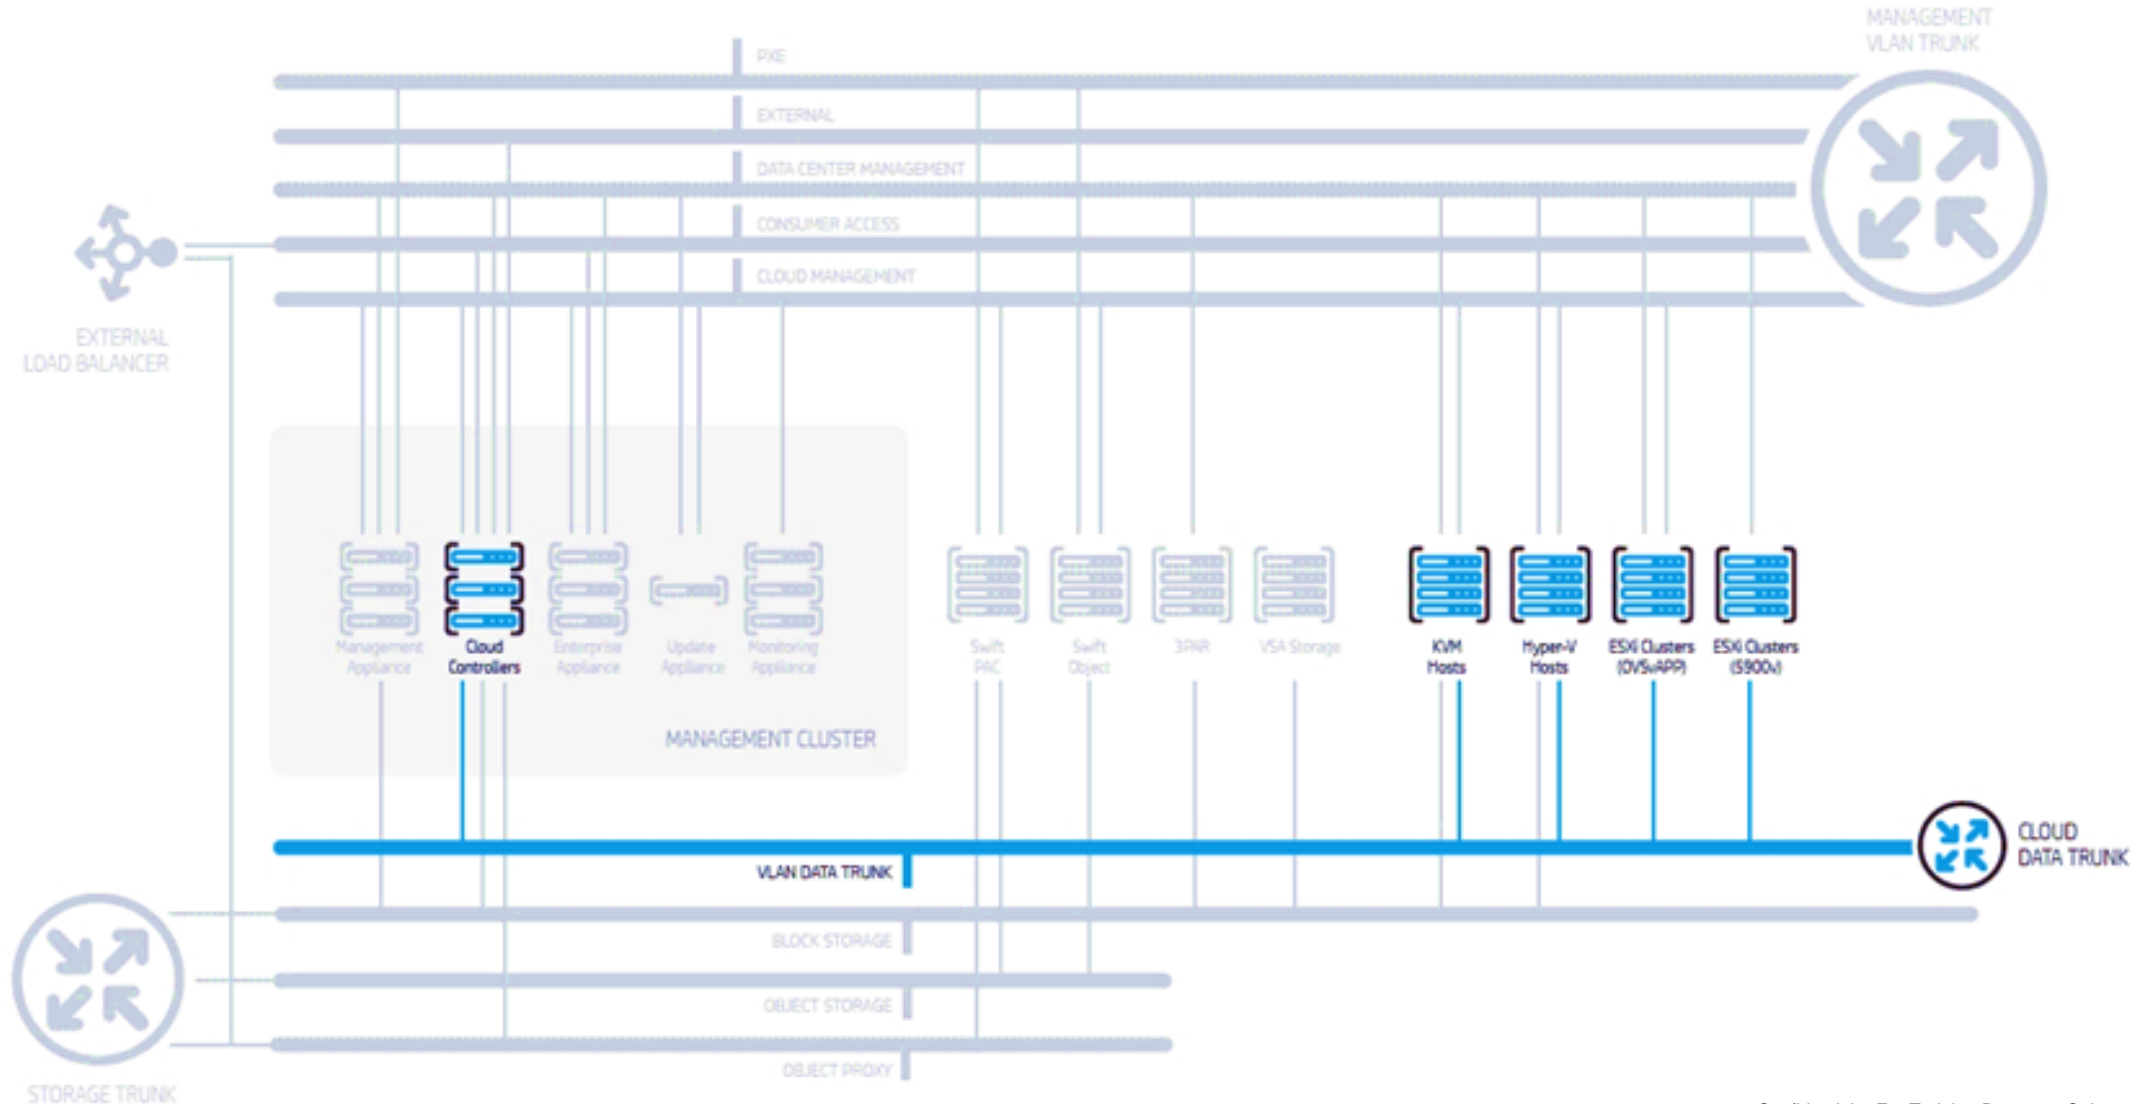 MANAGEMENT
VLAN TRUNK
PXE
EXTERNAL
DATA CENTER MANAGEMENT
CONSUMER ACCESS
CLOUD MANAGEMENT
EXTERNAL
LOAD BALANCER
Management
Appliance
Cloud
Controllers
Enterprise
Appliance
Update
Appliance
Monitoring
Appliance
Swift
PAC
Swift
Object
3PAR
VSA Storage
KVM
Hosts
Hyper-V
Hosts
ESXi Clusters
(OVSvAPP)
ESXi Clusters
(5900v)
MANAGEMENT CLUSTER
CLOUD
DATA TRUNK
VLAN DATA TRUNK
BLOCK STORAGE
OBJECT STORAGE
OBJECT PROXY
STORAGE TRUNK